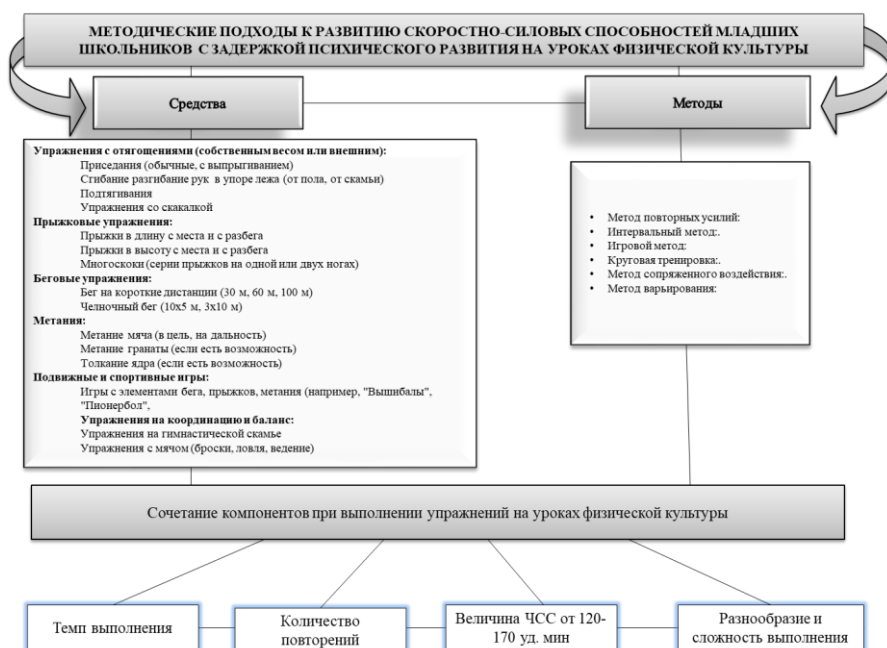 МЕТОДИЧЕСКИЕ ПОДХОДЫ К РАЗВИТИЮ СКОРОСТНО-СИЛОВЫХ СПОСОБНОСТЕЙ МЛАДШИХ
ШКОЛЬНИКОВ С ЗАДЕРЖКОЙ ПСИХИЧЕСКОГО РАЗВИТИЯ НА УРОКАХ ФИЗИЧЕСКОЙ КУЛЬТУРЫ
Средства
Методы
Упражнения с отягощениями (собственным весом или внешним):
Приседания (обычные, с выпрыгиванием)
Сгибание разгибание рук в упоре лежа (от пола, от скамьи)
Подтягивания
Упражнения со скакалкой
Прыжковые упражнения:
Прыжки в длину с места и с разбега
Прыжки в высоту с места и с разбега
Многоскоки (серии прыжков на одной или двух ногах)
Беговые упражнения:
Бег на короткие дистанции (30 м, 60 м, 100 м)
Челночный бег (10х5 м, 3х10 м)
Метания:
Метание мяча (в цель, на дальность)
Метание гранаты (если есть возможность)
Толкание ядра (если есть возможность)
Подвижные и спортивные игры:
Игры с элементами бега, прыжков, метания (например, "Вышибалы",
"Пионербол",
Упражнения на координацию и баланс:
Упражнения на гимнастической скамье
Упражнения с мячом (броски, ловля, ведение)
• Метод повторных усилий:
• Интервальный метод:.
• Игровой метод:
• Круговая тренировка:.
• Метод сопряженного воздействия:.
• Метод варьирования:
Сочетание компонентов при выполнении упражнений на уроках физической культуры
Темп выполнения
Количество
повторений
Величина ЧСС от 120-
170 уд. мин
Разнообразие и
сложность выполнения